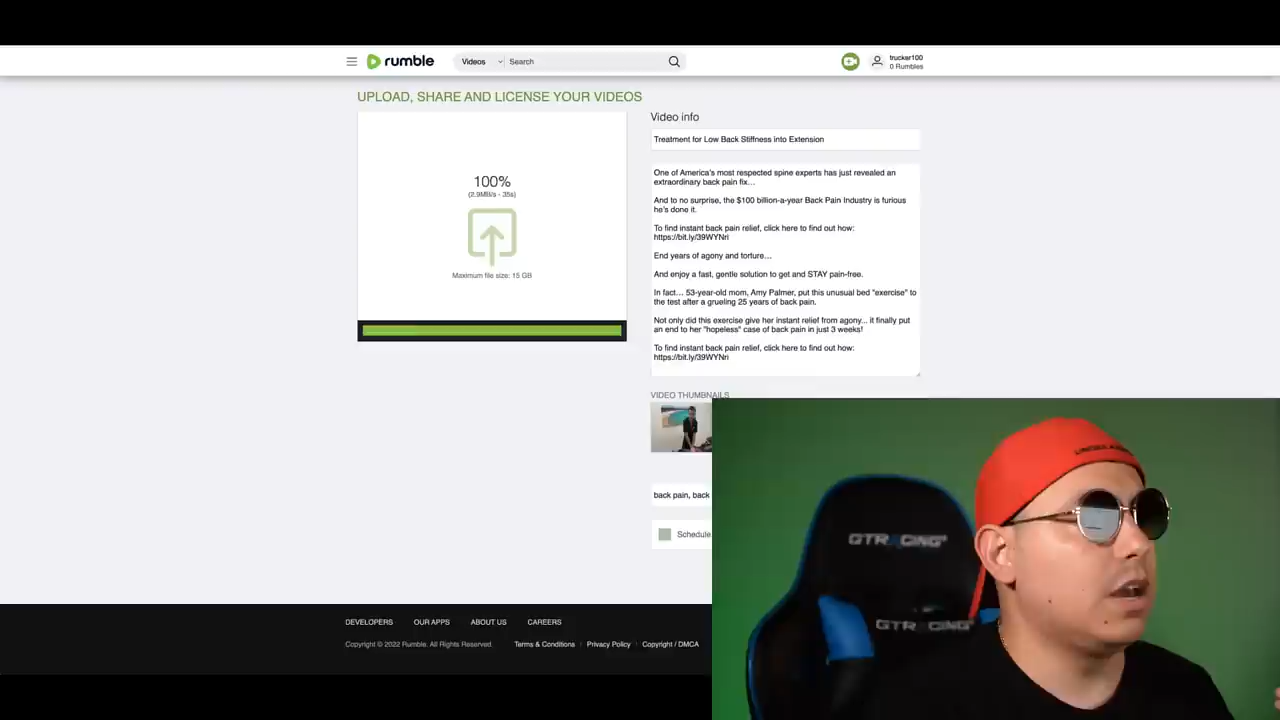 rumble
Videos
Search
trucker100
0 Rumbles
UPLOAD, SHARE AND LICENSE YOUR VIDEOS
100%
(2.9MB/s - 35s)
Maximum file size: 15 GB
Video info
Treatment for Low Back Stiffness into Extension
One of America's most respected spine experts has just revealed an
extraordinary back pain fix…
And to no surprise, the $100 billion-a-year Back Pain Industry is furious
he's done it.
To find instant back pain relief, click here to find out how:
https://bit.ly/39WYNri
End years of agony and torture…
And enjoy a fast, gentle solution to get and STAY pain-free.
In fact… 53-year-old mom, Amy Palmer, put this unusual bed "exercise" to
the test after a grueling 25 years of back pain.
Not only did this exercise give her instant relief from agony... it finally put
an end to her "hopeless" case of back pain in just 3 weeks!
To find instant back pain relief, click here to find out how:
https://bit.ly/39WYNri
VIDEO THUMBNAILS
back pain, back
Schedule
GTRACING
GTRACING
DEVELOPERS
OUR APPS
ABOUT US
CAREERS
Copyright © 2022 Rumble. All Rights Reserved.
Terms & Conditions
Privacy Policy
Copyright / DMCA